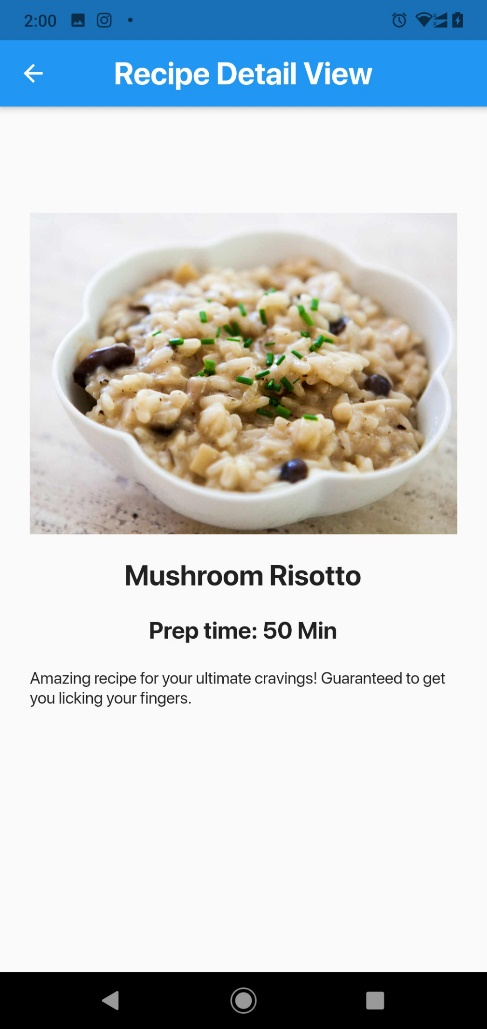 2:00
Recipe Detail View
Mushroom Risotto
Prep time: 50 Min
Amazing recipe for your ultimate cravings! Guaranteed to get
you licking your fingers.